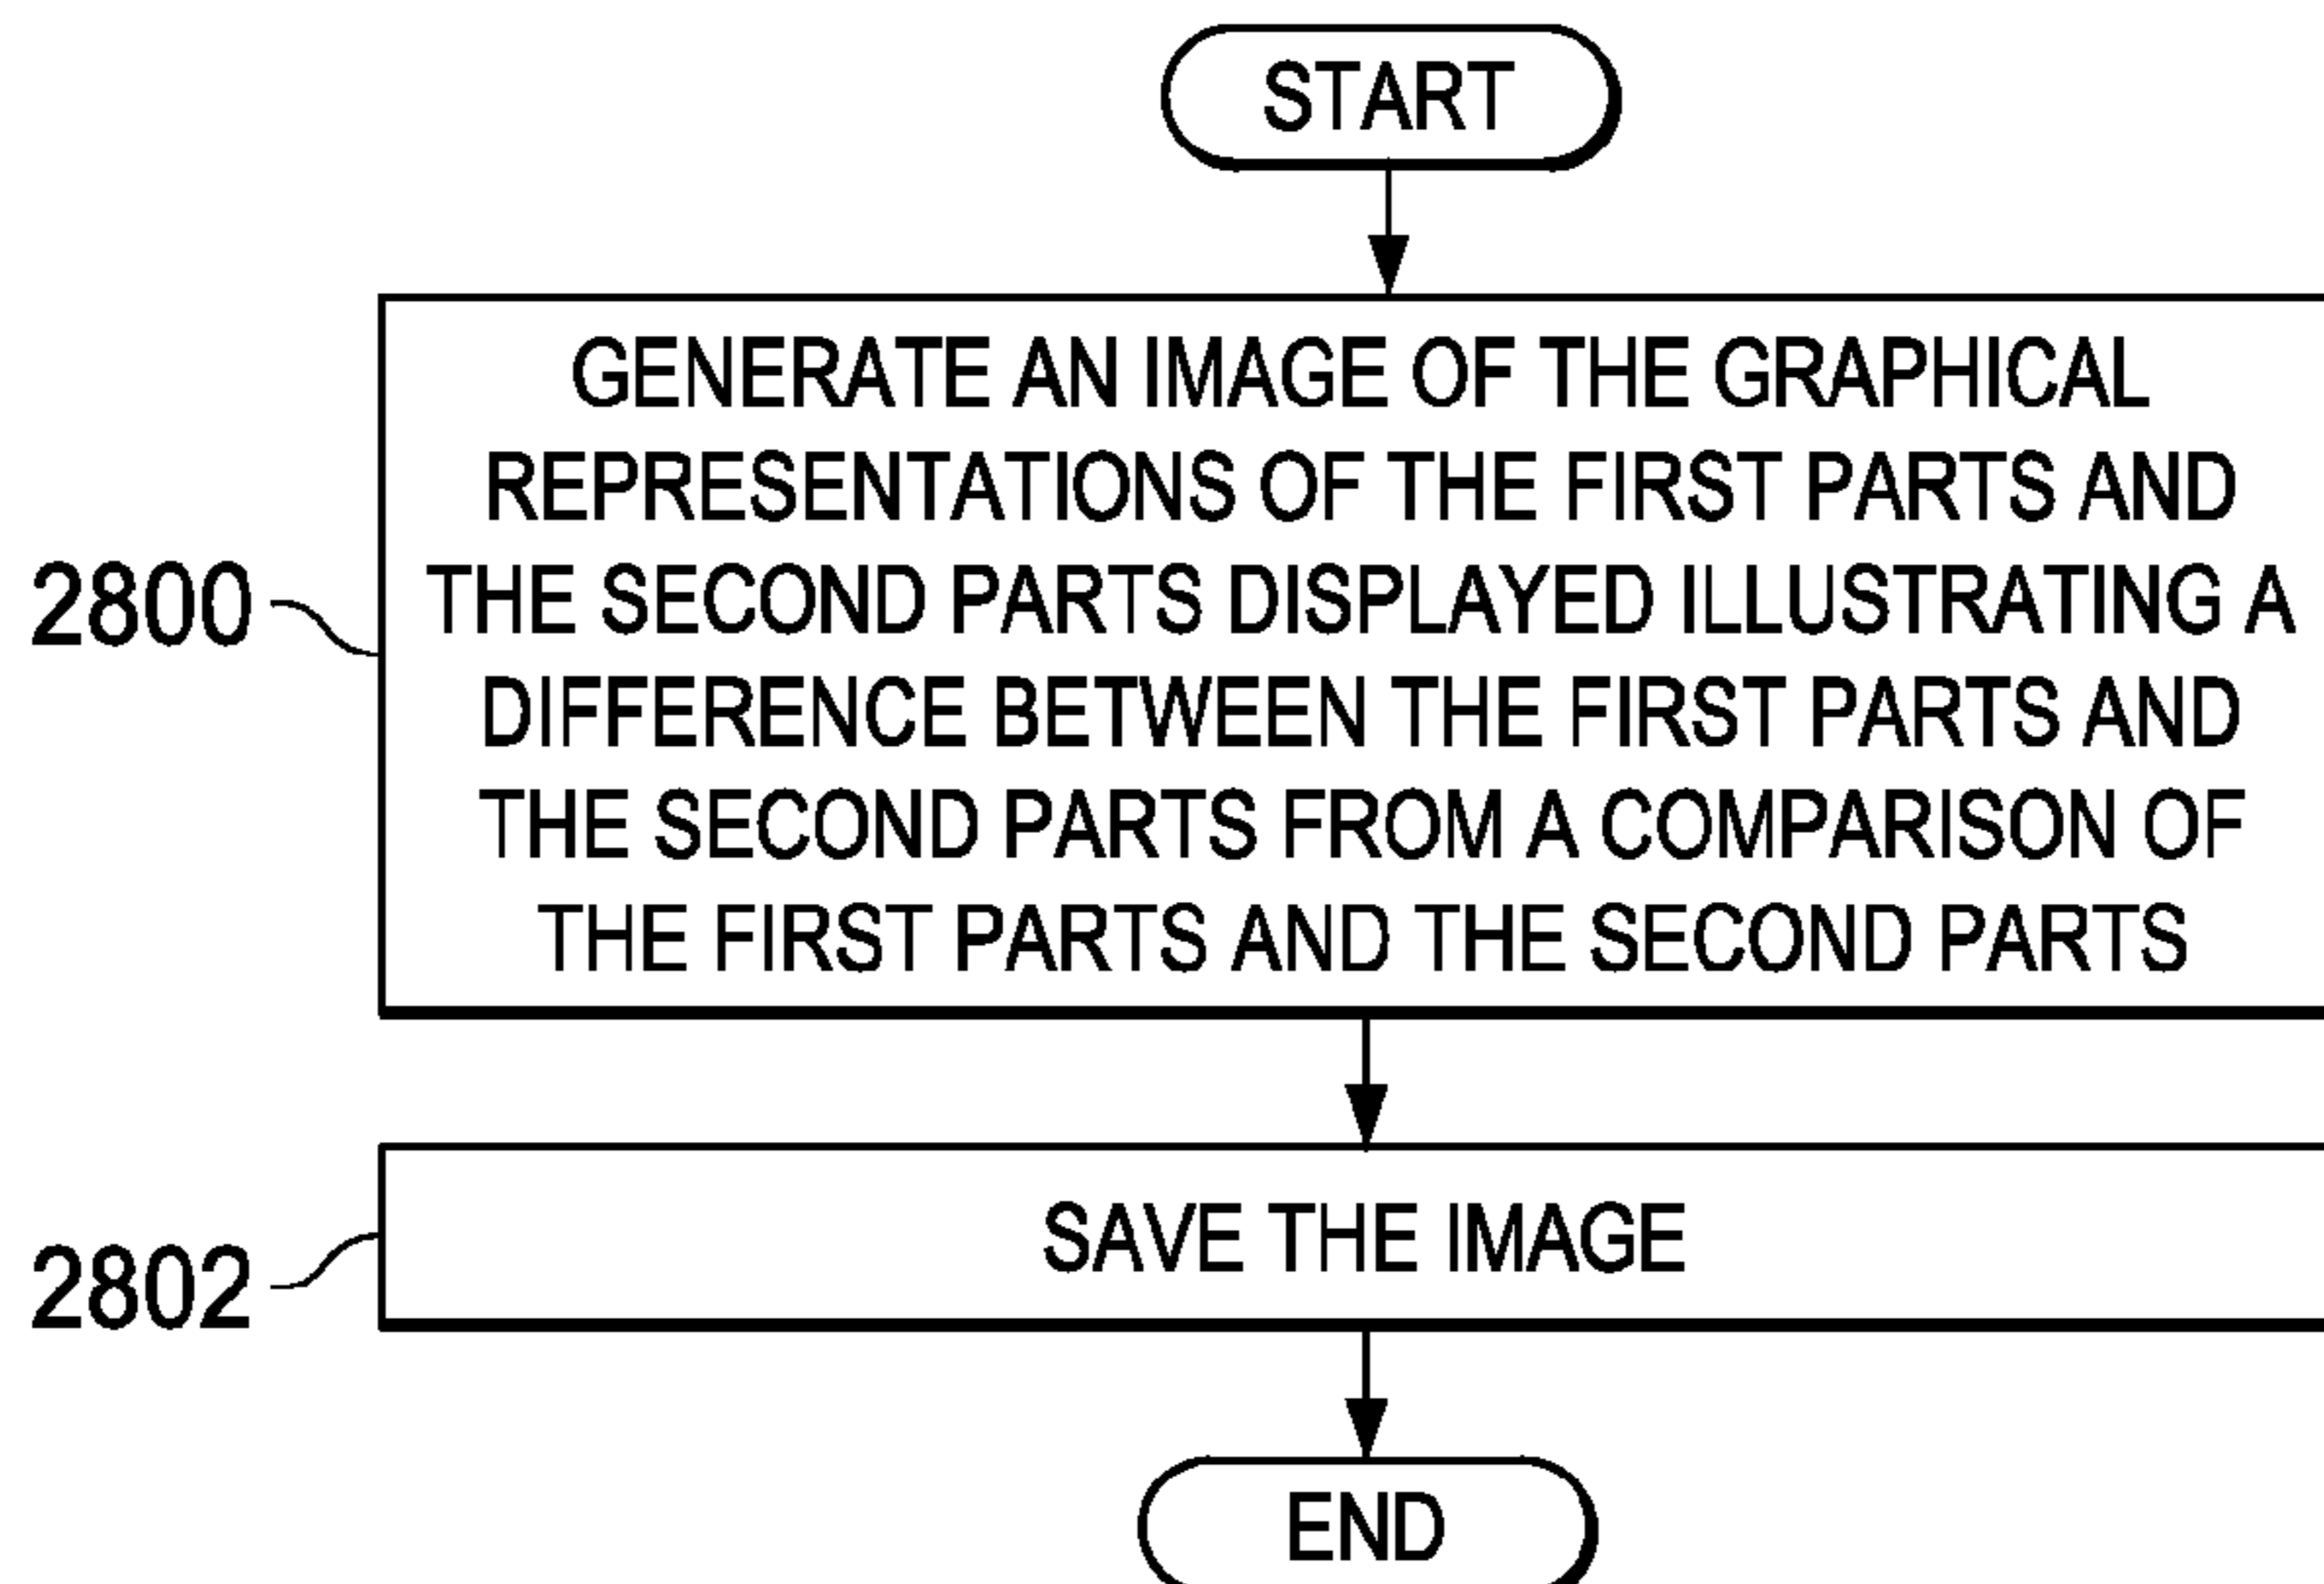 START
GENERATE AN IMAGE OF THE GRAPHICAL
REPRESENTATIONS OF THE FIRST PARTS AND
THE SECOND PARTS DISPLAYED ILLUSTRATING A
DIFFERENCE BETWEEN THE FIRST PARTS AND
THE SECOND PARTS FROM A COMPARISON OF
THE FIRST PARTS AND THE SECOND PARTS
2800
SAVE THE IMAGE
2802
END